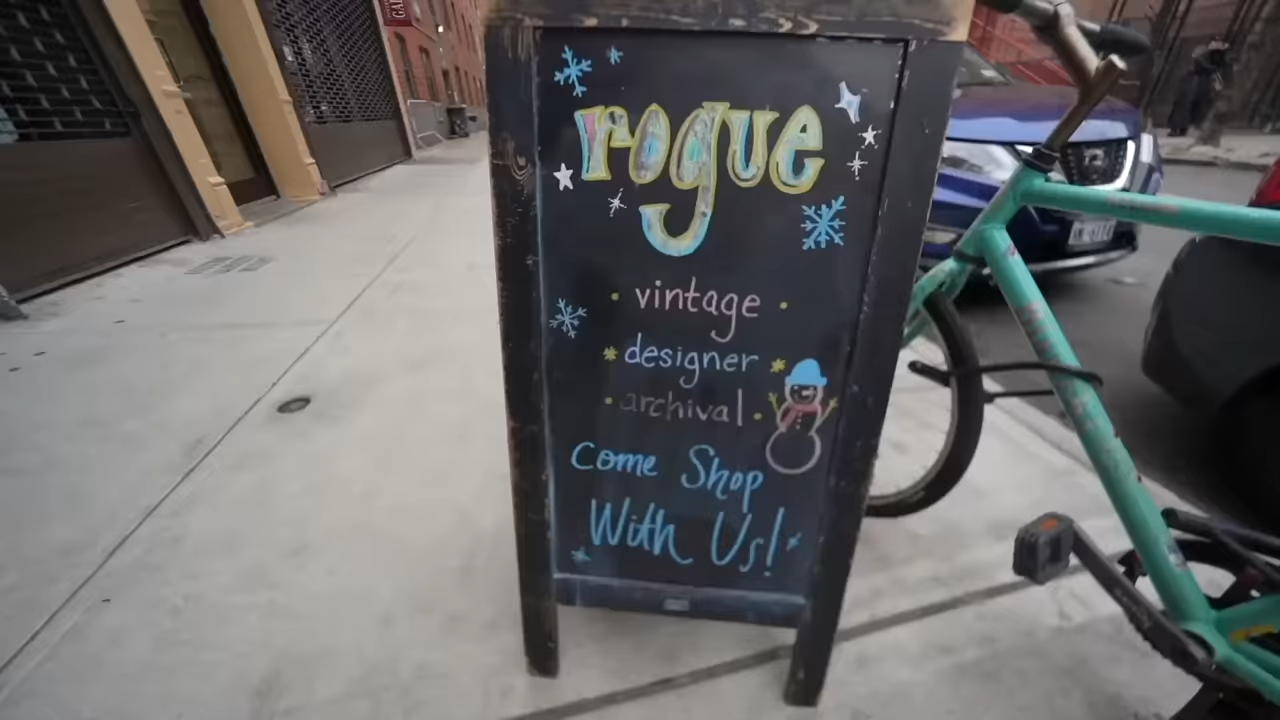 rogue
vintage
designer
archival
Come Shop
With Us!